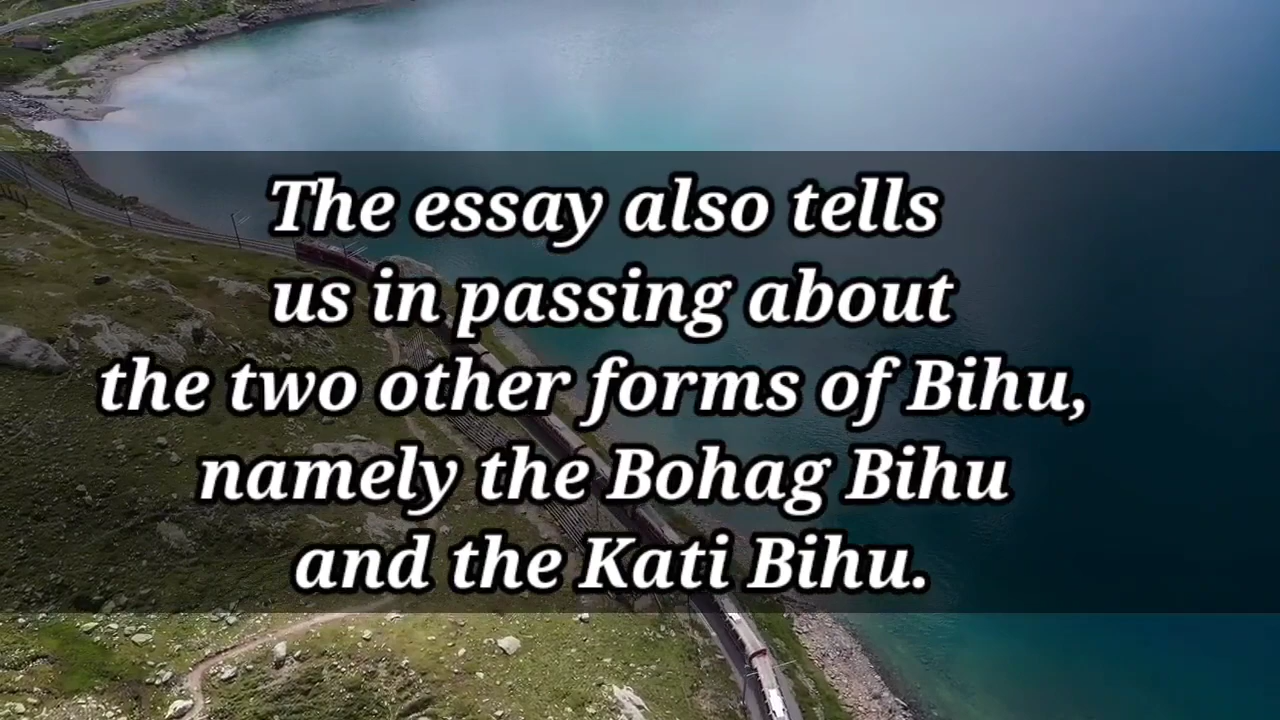 The essay also tells
us in passing about
the two other forms of Bihu,
namely the Bohag Bihu
and the Kati Bihu.